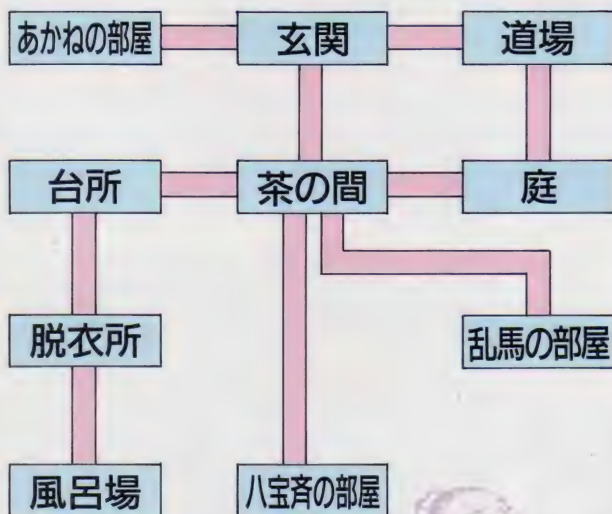 あかねの部屋
玄関
道場
台所
茶の間
庭
脱衣所
乱馬の部屋
風呂場
八宝斉の部屋